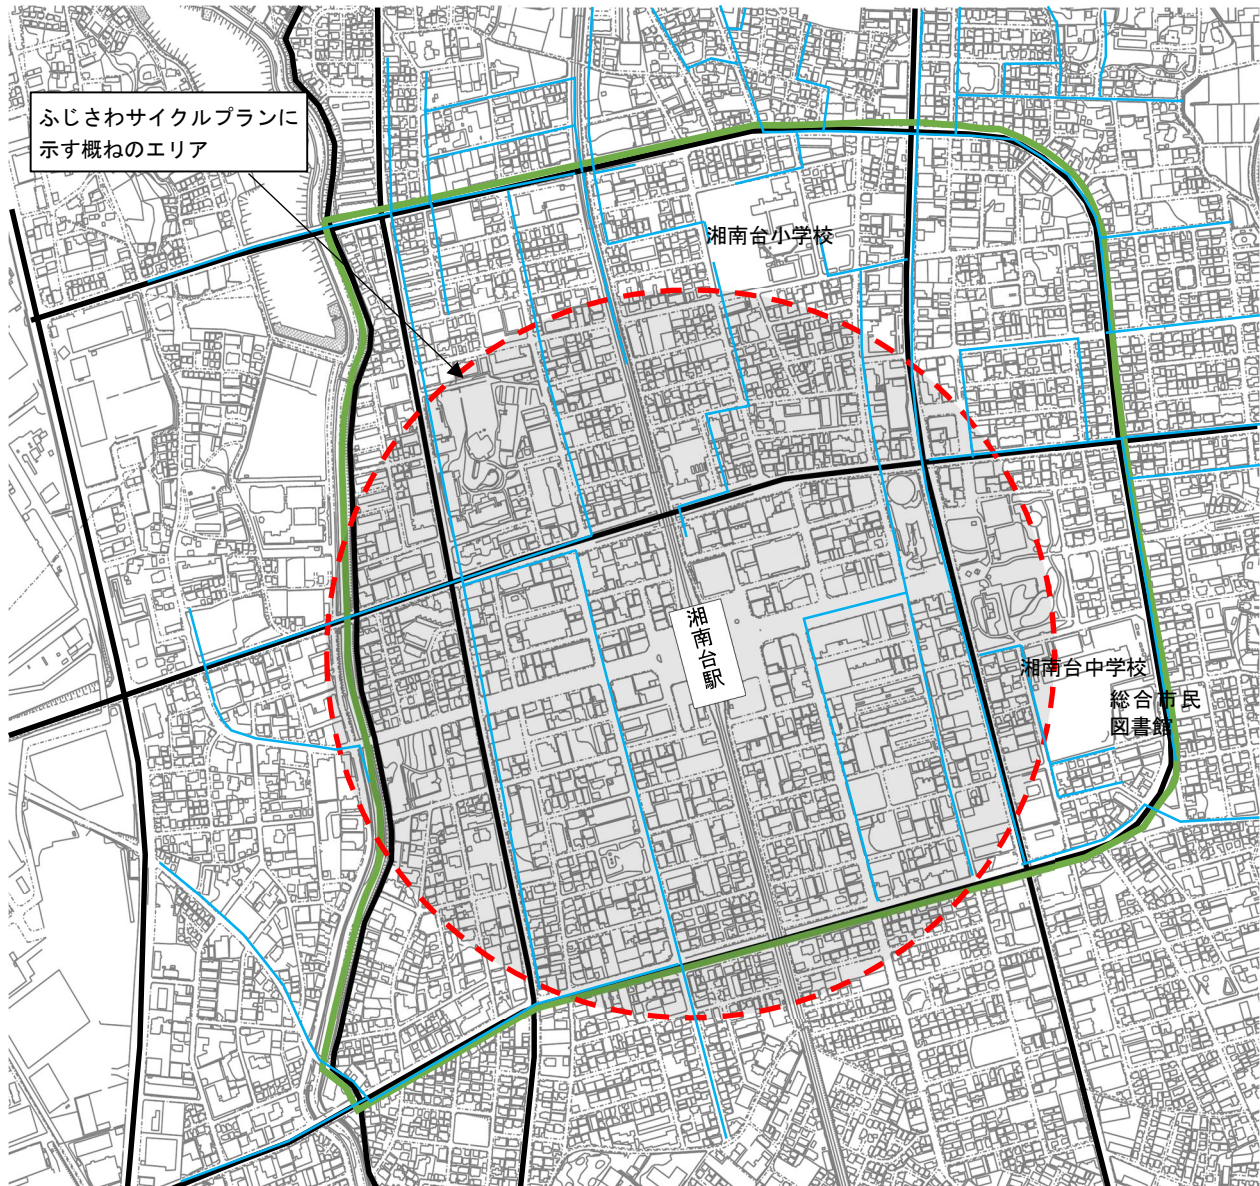 ふじさわサイクルプランに
示す概ねのエリア
湘南台小学校
湘南台駅
湘南台中学校
総合市民
図書館